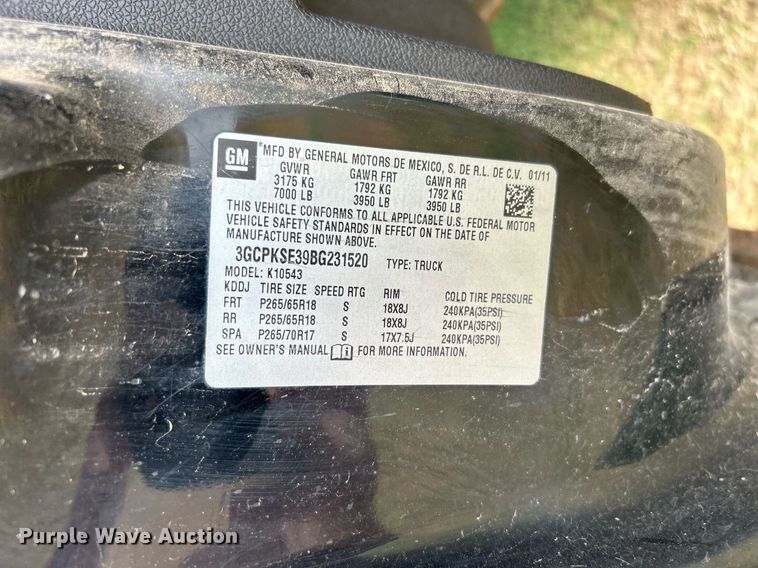 GM MFD BY GENERAL MOTORS DE MEXICO, S. DE R.L. DE C.V. 01/11
GVWR GAWR FRT GAWR RR
3175 KG 1792 KG 1792 KG
7000 LB 3950 LB 3950 LB
THIS VEHICLE CONFORMS TO ALL APPLICABLE U.S. FEDERAL MOTOR
VEHICLE SAFETY STANDARDS IN EFFECT ON THE DATE OF
MANUFACTURE SHOWN ABOVE.
3GCPKSE39BG231520 TYPE: TRUCK
MODEL: K10543
KDDJ TIRE SIZE SPEED RTG RIM COLD TIRE PRESSURE
FRT P265/65R18 S 18X8J 240KPA(35PSI)
RR P265/65R18 S 18X8J 240KPA(35PSI)
SPA P265/70R17 S 17X7.5J 240KPA(35PSI)
SEE OWNER'S MANUAL FOR MORE INFORMATION.
Purple Wave Auction